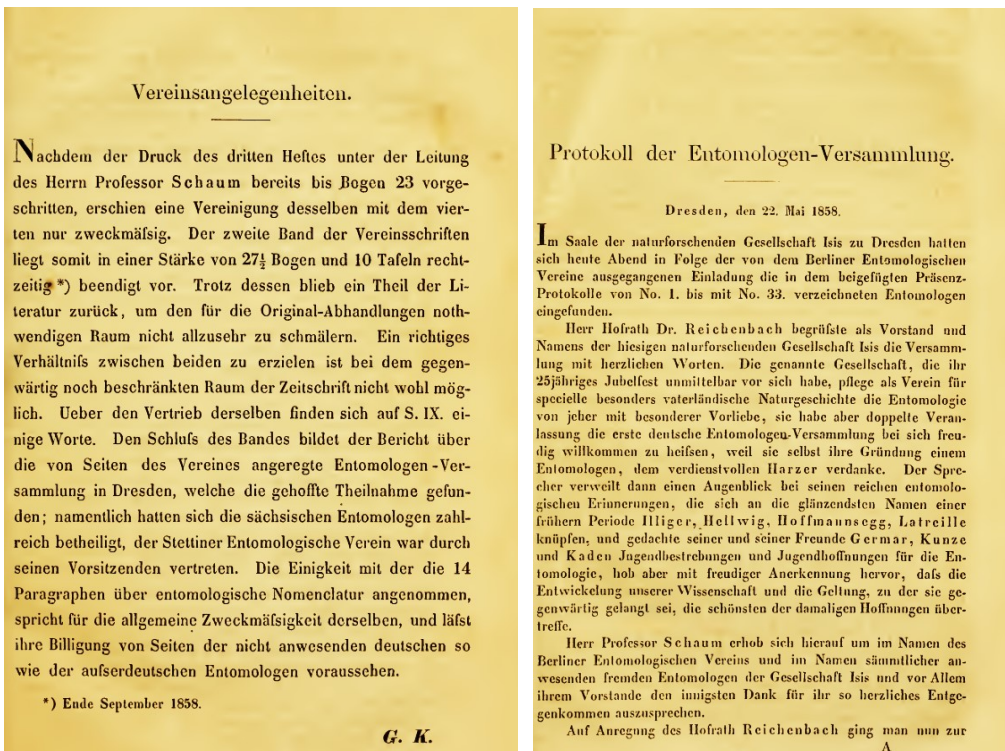 Vereinsangelegenheiten.
Nachdem der Druck des dritten Heftes unter der Leitung
des Herrn Professor Schaum bereits bis Bogen 23 vorge-
schritten, erschien eine Vereinigung desselben mit dem vier-
ten nur zweckmäfsig. Der zweite Band der Vereinsschriften
liegt somit in einer Stärke von 27½ Bogen und 10 Tafeln recht-
zeitig *) beendigt vor. Trotz dessen blieb ein Theil der Li-
teratur zurück, um den für die Original-Abhandlungen noth-
wendigen Raum nicht allzusehr zu schmälern. Ein richtiges
Verhältnifs zwischen beiden zu erzielen ist bei dem gegen-
wärtig noch beschränkten Raum der Zeitschrift nicht wohl mög-
lich. Ueber den Vertrieb derselben finden sich auf S. IX. ei-
nige Worte. Den Schlufs des Bandes bildet der Bericht über
die von Seiten des Vereines angeregte Entomologen-Ver-
sammlung in Dresden, welche die gehoffte Theilnahme gefun-
den; namentlich hatten sich die sächsischen Entomologen zahl-
reich betheiligt, der Stettiner Entomologische Verein war durch
seinen Vorsitzenden vertreten. Die Einigkeit mit der die 14
Paragraphen über entomologische Nomenclatur angenommen,
spricht für die allgemeine Zweckmäfsigkeit derselben, und läfst
ihre Billigung von Seiten der nicht anwesenden deutschen so
wie der aufserdeutschen Entomologen voraussehen.
*) Ende September 1858.
G. K.
Protokoll der Entomologen-Versammlung.
Dresden, den 22. Mai 1858.
Im Saale der naturforschenden Gesellschaft Isis zu Dresden hatten
sich heute Abend in Folge der von dem Berliner Entomologischen
Vereine ausgegangenen Einladung die in dem beigefügten Präsenz-
Protokolle von No. 1. bis mit No. 33. verzeichneten Entomologen
eingefunden.
Herr Hofrath Dr. Reichenbach begrüfste als Vorstand und
Namens der hiesigen naturforschenden Gesellschaft Isis die Versamm-
lung mit herzlichen Worten. Die genannte Gesellschaft, die ihr
25jähriges Jubelfest unmittelbar vor sich habe, pflege als Verein für
specielle besonders vaterländische Naturgeschichte die Entomologie
von jeher mit besonderer Vorliebe, sie habe aber doppelte Veran-
lassung die erste deutsche Entomologen-Versammlung bei sich freu-
dig willkommen zu heifsen, weil sie selbst ihre Gründung einem
Entomologen, dem verdienstvollen Harzer verdanke. Der Spre-
cher verweilt dann einen Augenblick bei seinen reichen entomolo-
gischen Erinnerungen, die sich an die glänzendsten Namen einer
frühern Periode Illiger, Hellwig, Hoffmannsegg, Latreille
knüpfen, und gedachte seiner und seiner Freunde Germar, Kunze
und Kaden Jugendbestrebungen und Jugendhoffnungen für die En-
tomologie, hob aber mit freudiger Anerkennung hervor, dafs die
Entwickelung unserer Wissenschaft und die Geltung, zu der sie ge-
genwärtig gelangt sei, die schönsten der damaligen Hoffnungen über-
treffe.
Herr Professor Schaum erhob sich hierauf um im Namen des
Berliner Entomologischen Vereins und im Namen sämmtlicher an-
wesenden fremden Entomologen der Gesellschaft Isis und vor Allem
ihrem Vorstande den innigsten Dank für ihr so herzliches Entge-
genkommen auszusprechen.
Auf Anregung des Hofrath Reichenbach ging man nun zur
A